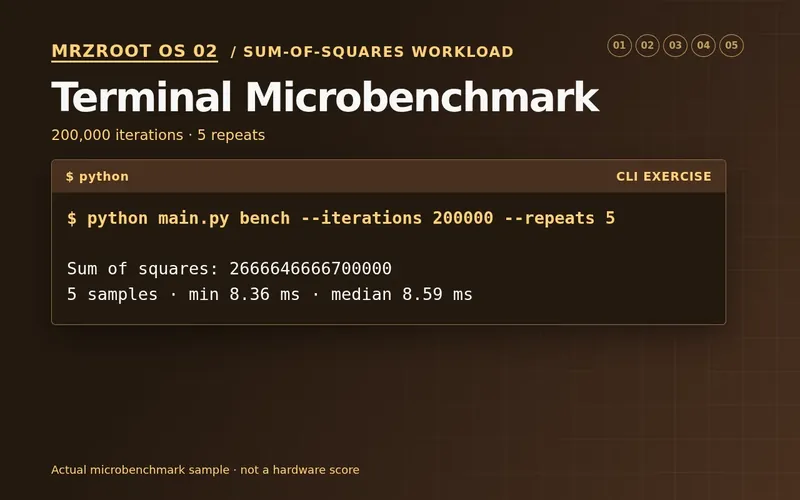 MRZROOT OS 02 / SUM-OF-SQUARES WORKLOAD
01 02 03 04 05
Terminal Microbenchmark
200,000 iterations · 5 repeats
$ python CLI EXERCISE
$ python main.py bench --iterations 200000 --repeats 5
Sum of squares: 2666646666700000
5 samples · min 8.36 ms · median 8.59 ms
Actual microbenchmark sample · not a hardware score